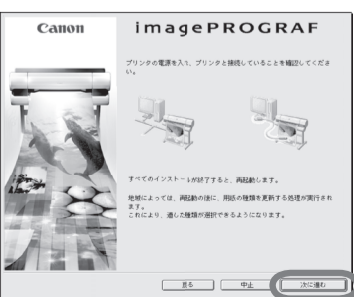 Canon
imagePROGRAF
プリンタの電源を入れ、プリンタと接続していることを確認してくださ
い。
すべてのインストールが終了すると、再起動します。
地域によっては、再起動の後に、用紙の種類を更新する処理が実行され
ます。
これにより、適した種類が選択できるようになります。
戻る
中止
次に進む